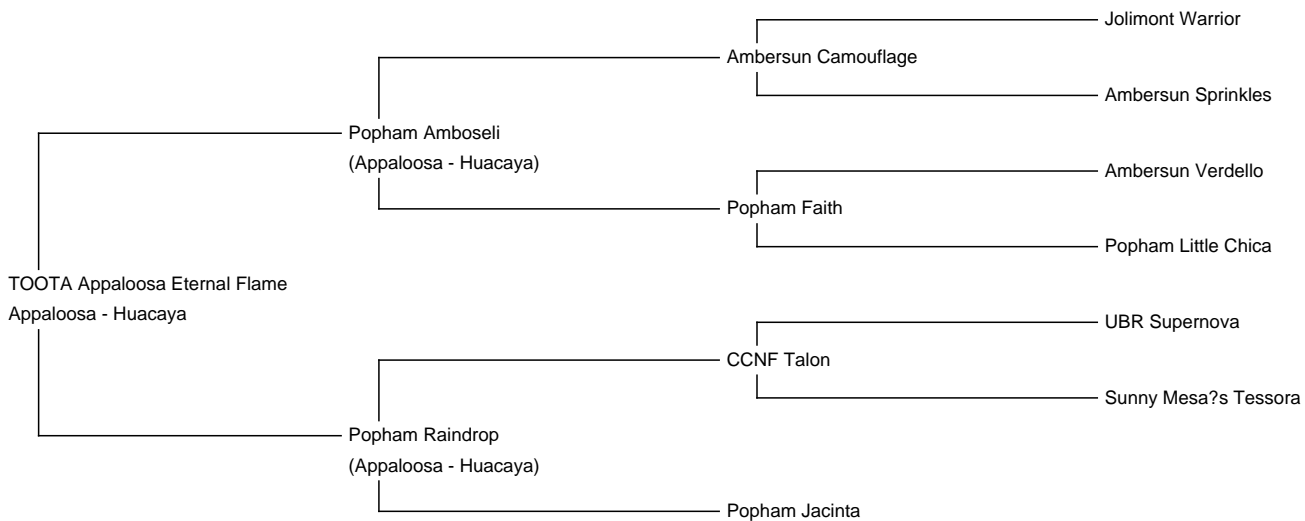 Jolimont Warrior
Ambersun Camouflage
Ambersun Sprinkles
Popham Amboseli
(Appaloosa - Huacaya)
Ambersun Verdello
Popham Faith
Popham Little Chica
TOOTA Appaloosa Eternal Flame
Appaloosa - Huacaya
UBR Supernova
CCNF Talon
Sunny Mesa?s Tessora
Popham Raindrop
(Appaloosa - Huacaya)
Popham Jacinta